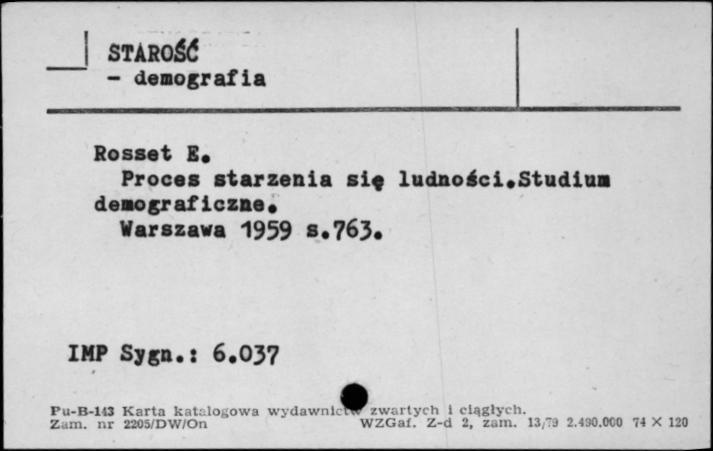 STAROŚĆ
- demografia
Rosset E.
Proces starzenia się ludności.Studium
demograficzne.
Warszawa 1959 s.763.
IMP Sygn.: 6.037
Pu-B-143 Karta katalogowa wydawnictw zwartych i ciągłych.
Zam. nr 2205/DW/On WZGaf. Z-d 2, zam. 13/79 2.490.000 74 X 120